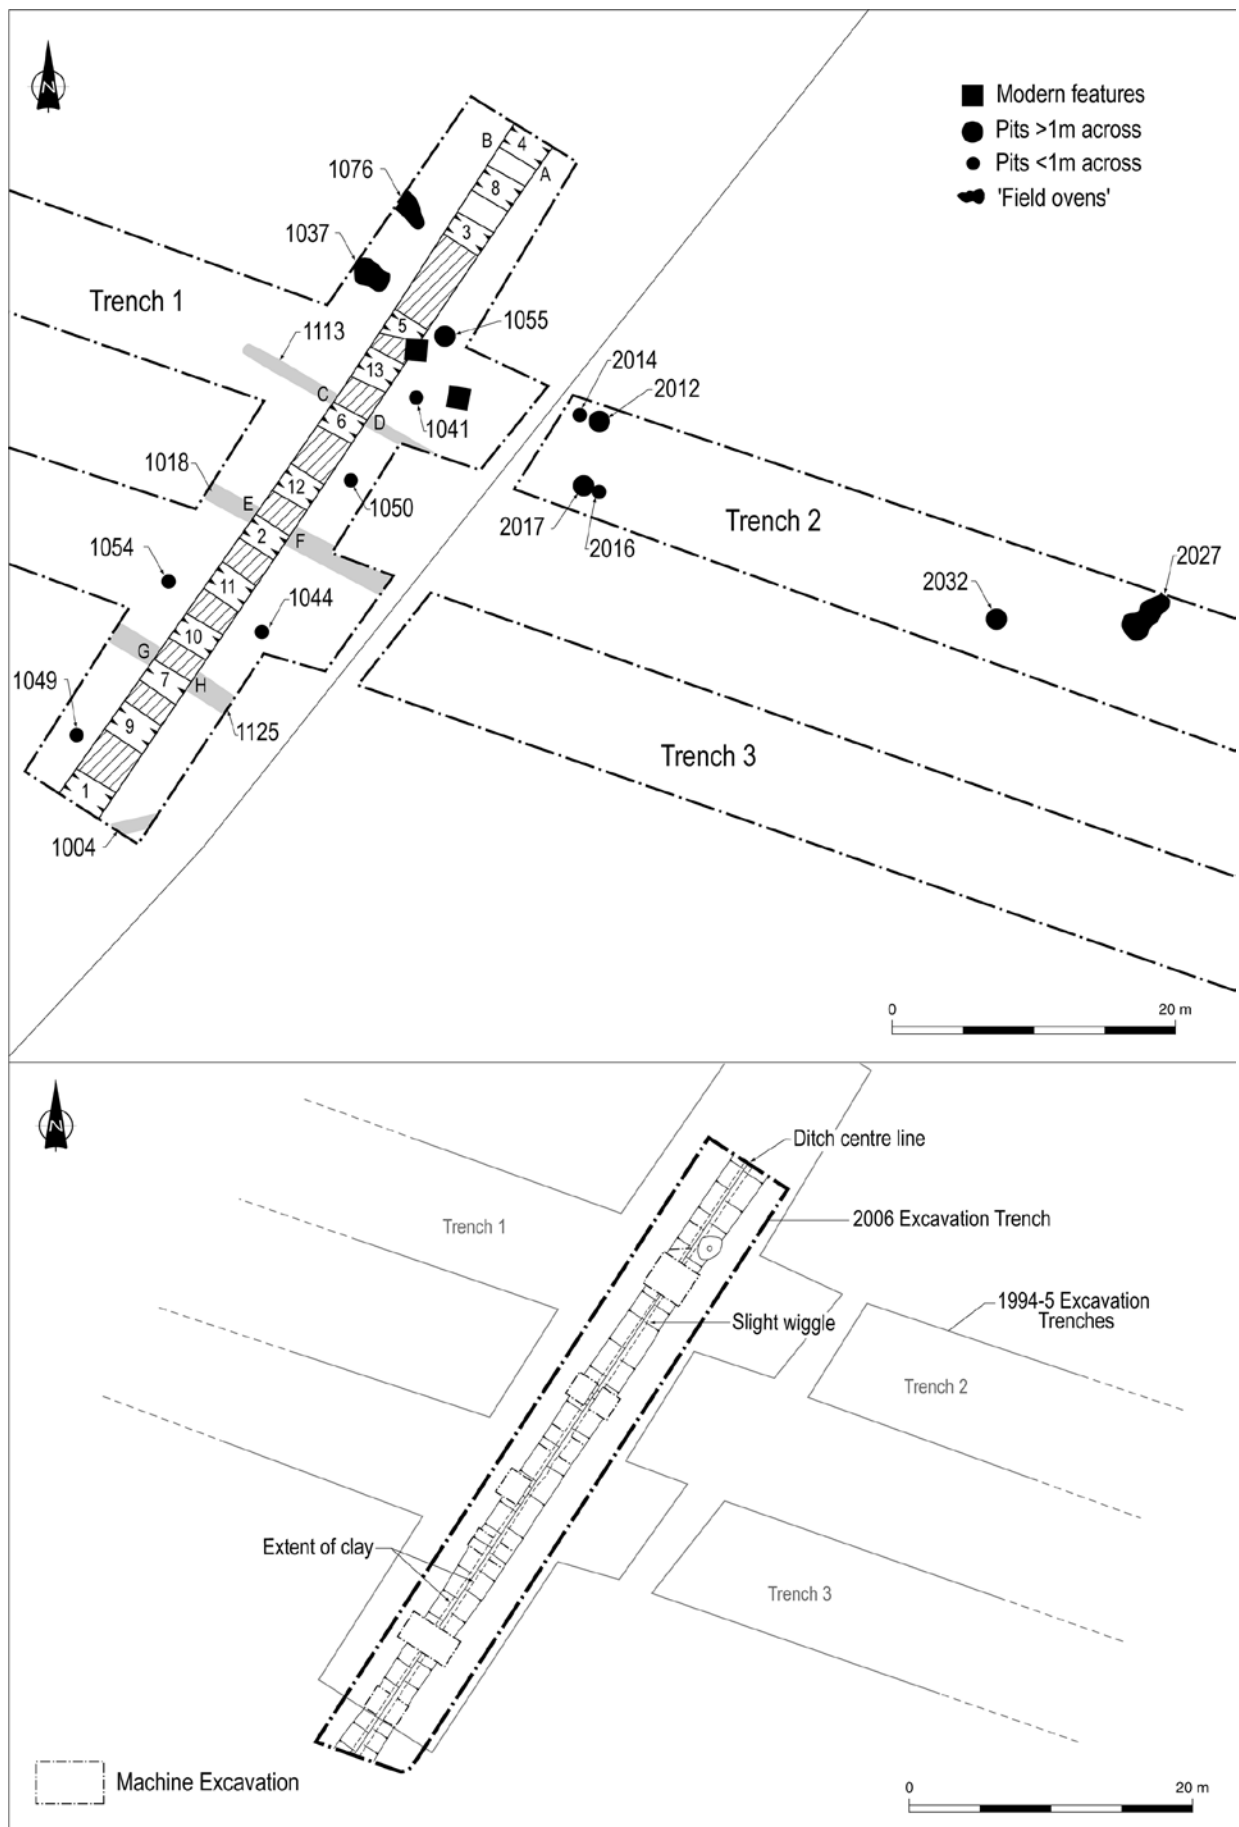 N
Modern features
Pits >1m across
Pits <1m across
'Field ovens'
B
4
A
8
3
1076
1037
Trench 1
1113
5
1055
13
2014
2012
C
D
6
1041
1018
E
12
1050
2017
2016
Trench 2
2
F
1054
11
1044
2032
2027
10
G
7
H
1049
9
1125
Trench 3
1
1004
0
20 m
N
Ditch centre line
Trench 1
2006 Excavation Trench
1994-5 Excavation
Trenches
Slight wiggle
Trench 2
Extent of clay
Trench 3
Machine Excavation
0
20 m